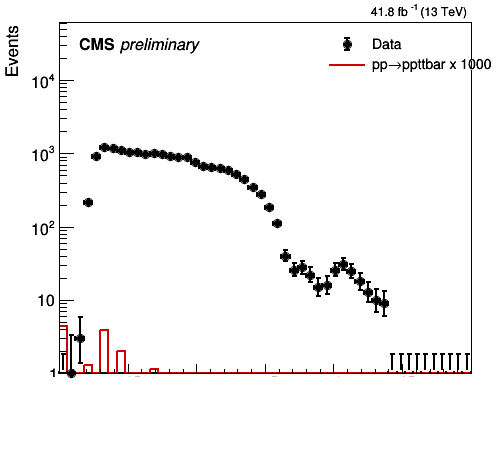 41.8 fb⁻¹ (13 TeV)
Events
CMS preliminary
Data
pp→ppttbar x 1000
10⁴
10³
10²
10
1